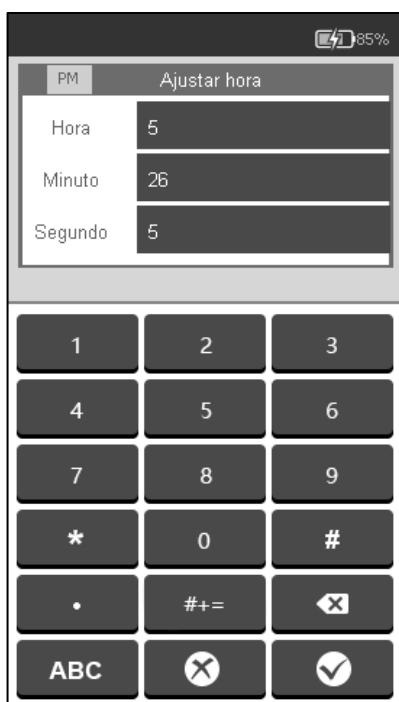 85%
PM Ajustar hora
Hora 5
Minuto 26
Segundo 5
1 2 3
4 5 6
7 8 9
* 0 #
. #+=
ABC